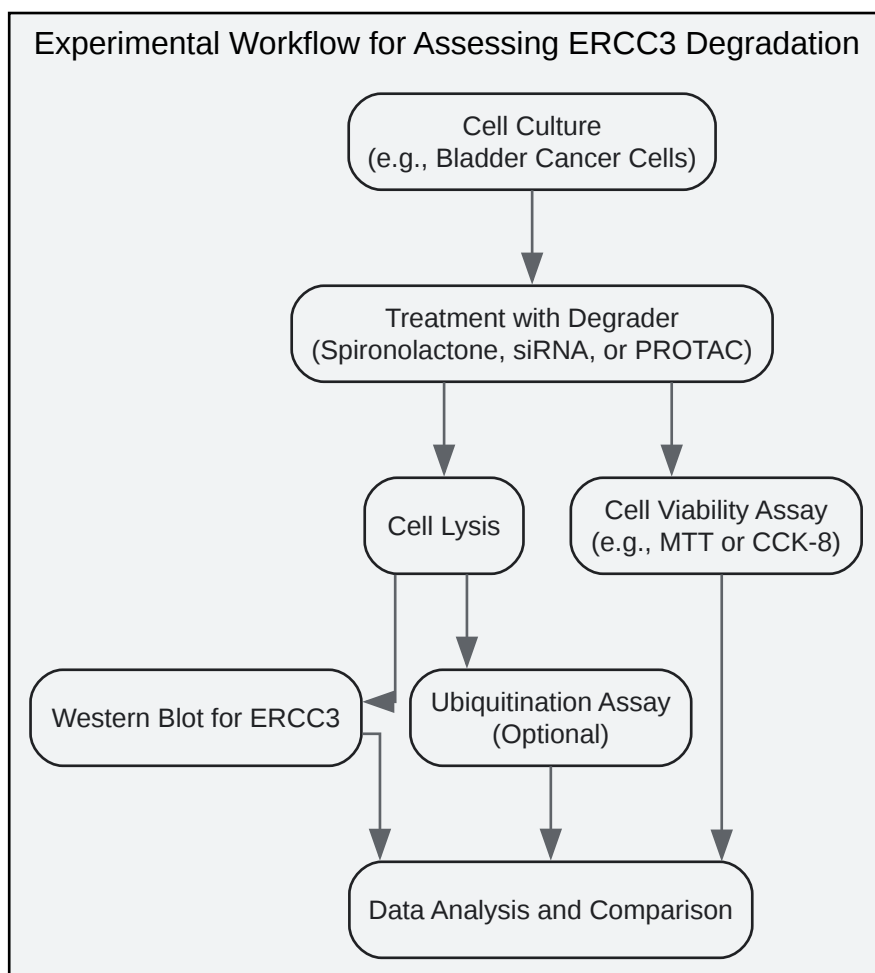 Experimental Workflow for Assessing ERCC3 Degradation
Cell Culture
(e.g., Bladder Cancer Cells)
Treatment with Degrader
(Spironolactone, siRNA, or PROTAC)
Cell Lysis
Cell Viability Assay
(e.g., MTT or CCK-8)
Western Blot for ERCC3
Ubiquitination Assay
(Optional)
Data Analysis and Comparison